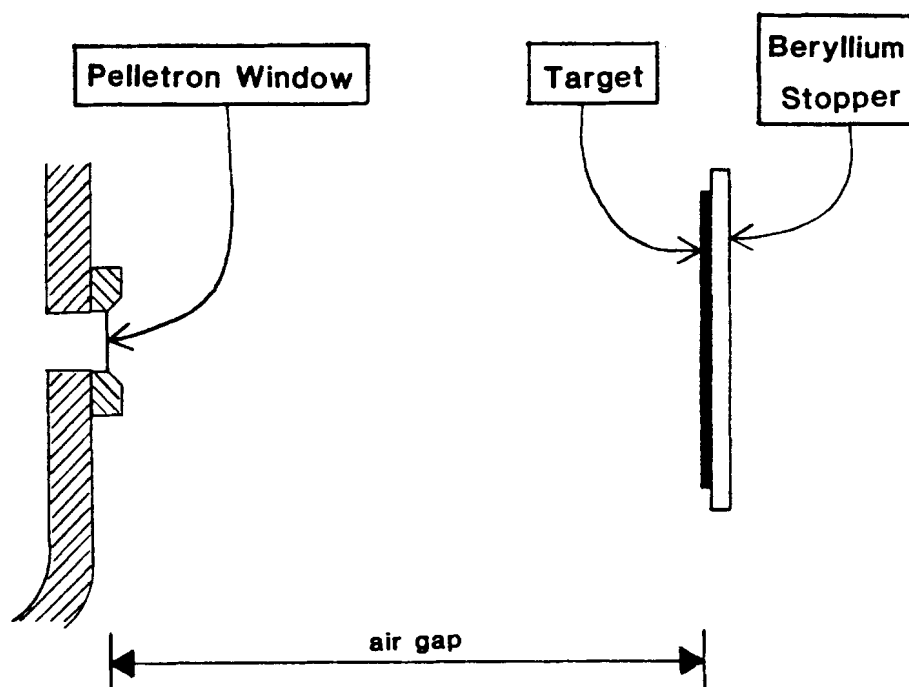 Pelletron Window
Target
Beryllium
Stopper
air gap